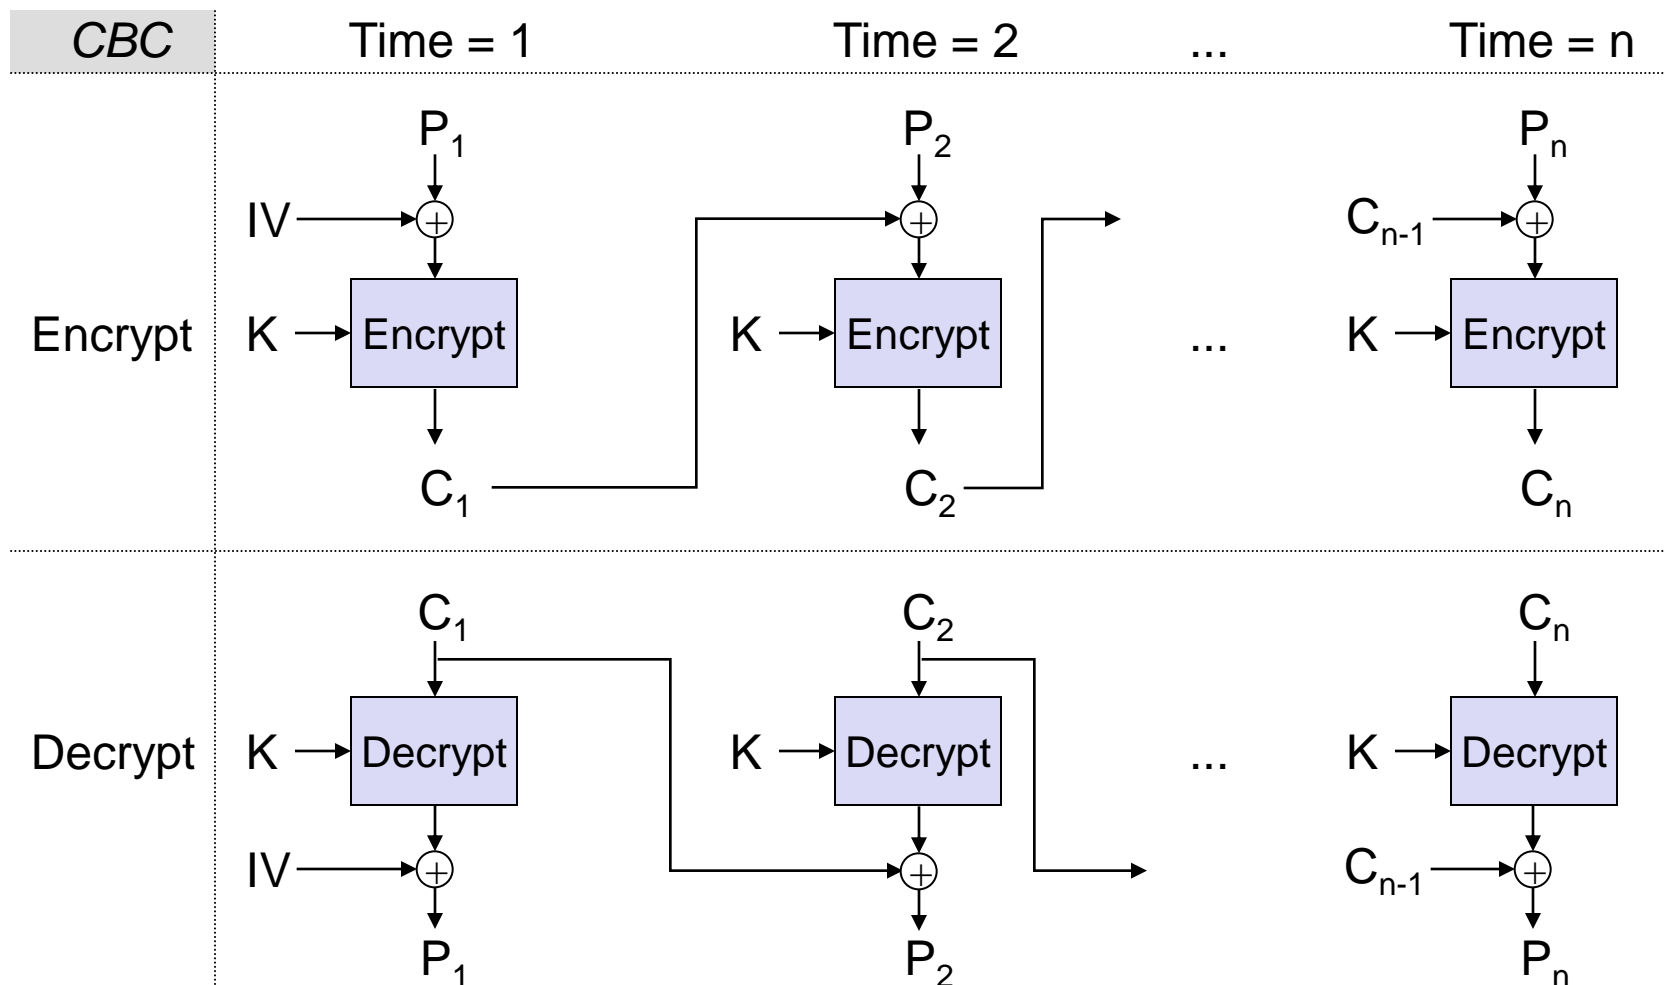 CBC Time = 1 Time = 2 ... Time = n
P1 P2 Pn
IV + + Cn-1 +
Encrypt K Encrypt K Encrypt ... K Encrypt
C1 C2 Cn
C1 C2 Cn
Decrypt K Decrypt K Decrypt ... K Decrypt
IV + + Cn-1 +
P1 P2 Pn